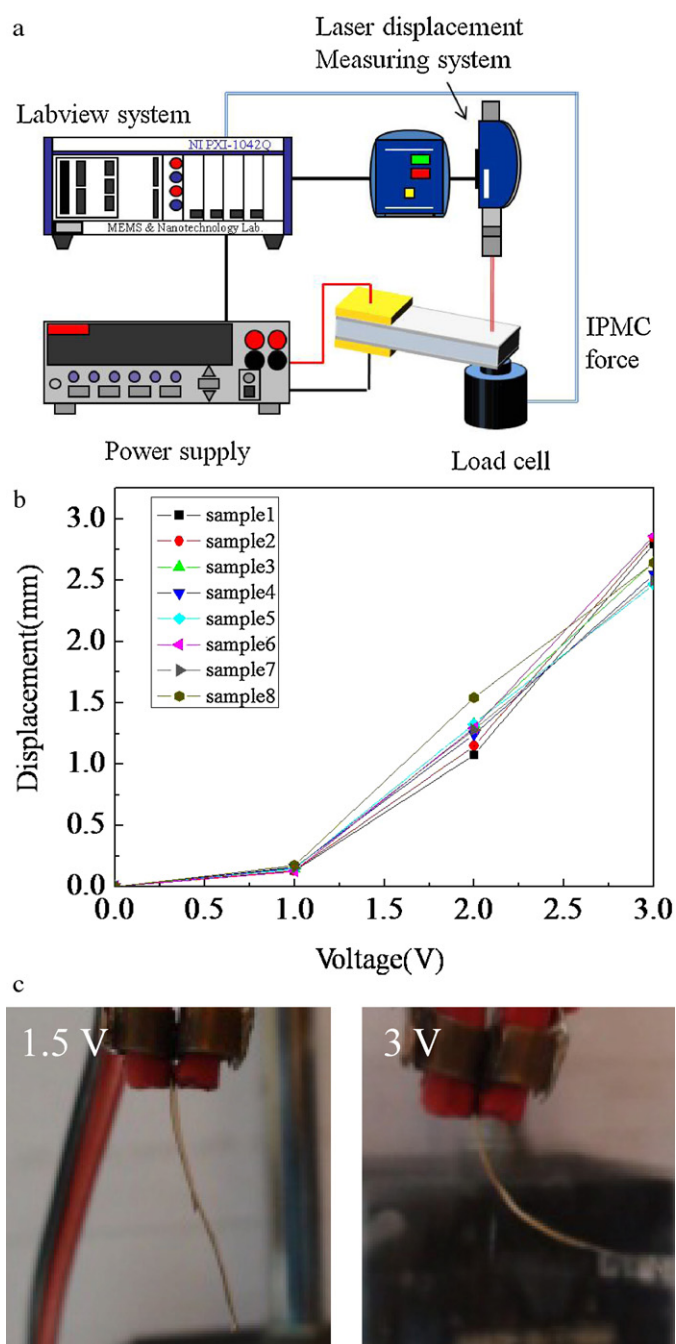 a
Laser displacement
Measuring system
Labview system
NI PXI-1042Q
MEMS & Nanotechnology Lab.
IPMC
force
Power supply
Load cell
b
3.0
2.5
2.0
1.5
1.0
0.5
0.0
Displacement(mm)
sample1
sample2
sample3
sample4
sample5
sample6
sample7
sample8
0.0 0.5 1.0 1.5 2.0 2.5 3.0
Voltage(V)
c
1.5 V
3 V